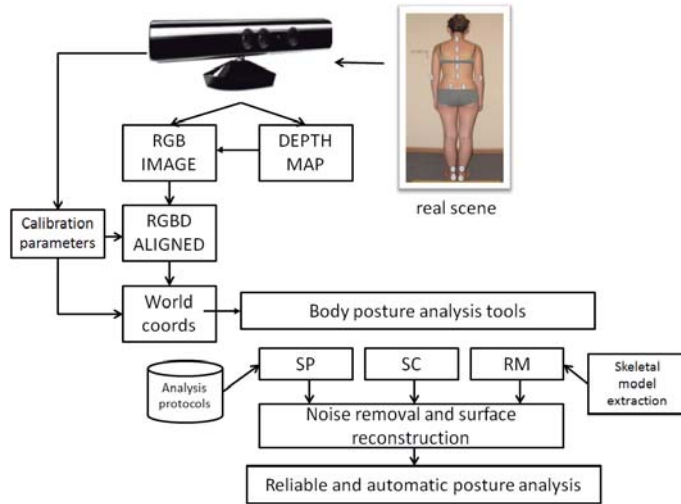 RGB
IMAGE
DEPTH
MAP
real scene
Calibration
parameters
RGBD
ALIGNED
World
coords
Body posture analysis tools
SP
SC
RM
Analysis
protocols
Skeletal
model
extraction
Noise removal and surface
reconstruction
Reliable and automatic posture analysis